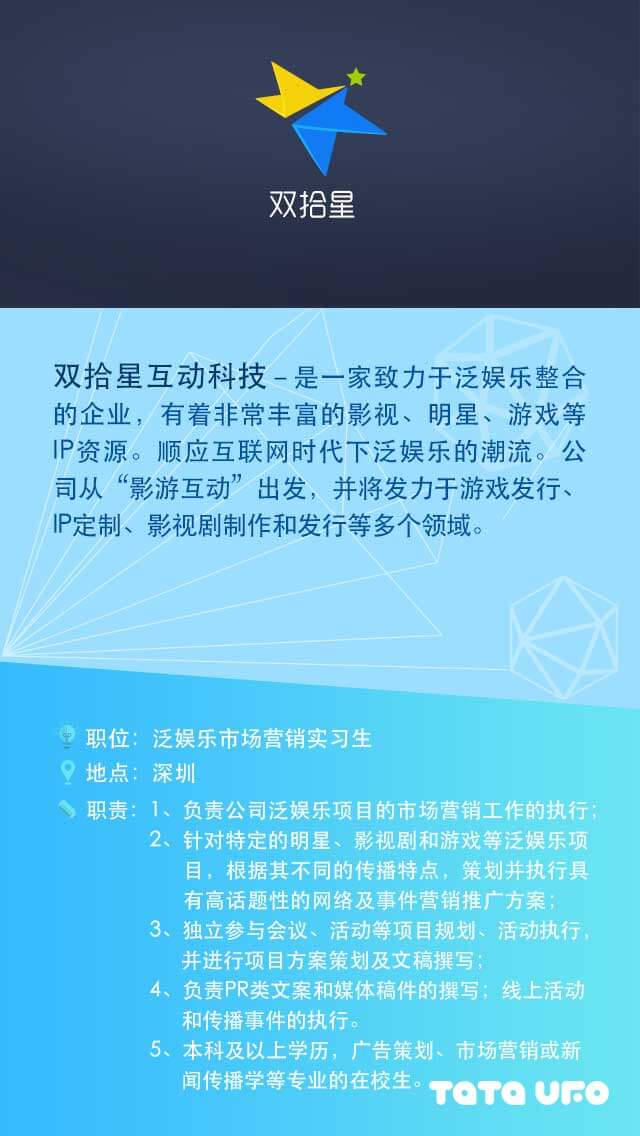 双拾星
双拾星互动科技–是一家致力于泛娱乐整合
的企业，有着非常丰富的影视、明星、游戏等
IP资源。顺应互联网时代下泛娱乐的潮流。公
司从“影游互动”出发，并将发力于游戏发行、
IP定制、影视剧制作和发行等多个领域。
职位：泛娱乐市场营销实习生
地点：深圳
职责：1、负责公司泛娱乐项目的市场营销工作的执行；
2、针对特定的明星、影视剧和游戏等泛娱乐项
目，根据其不同的传播特点，策划并执行具
有高话题性的网络及事件营销推广方案；
3、独立参与会议、活动等项目规划、活动执行，
并进行项目方案策划及文稿撰写；
4、负责PR类文案和媒体稿件的撰写；线上活动
和传播事件的执行。
5、本科及以上学历，广告策划、市场营销或新
闻传播学等专业的在校生。
TATA UFO